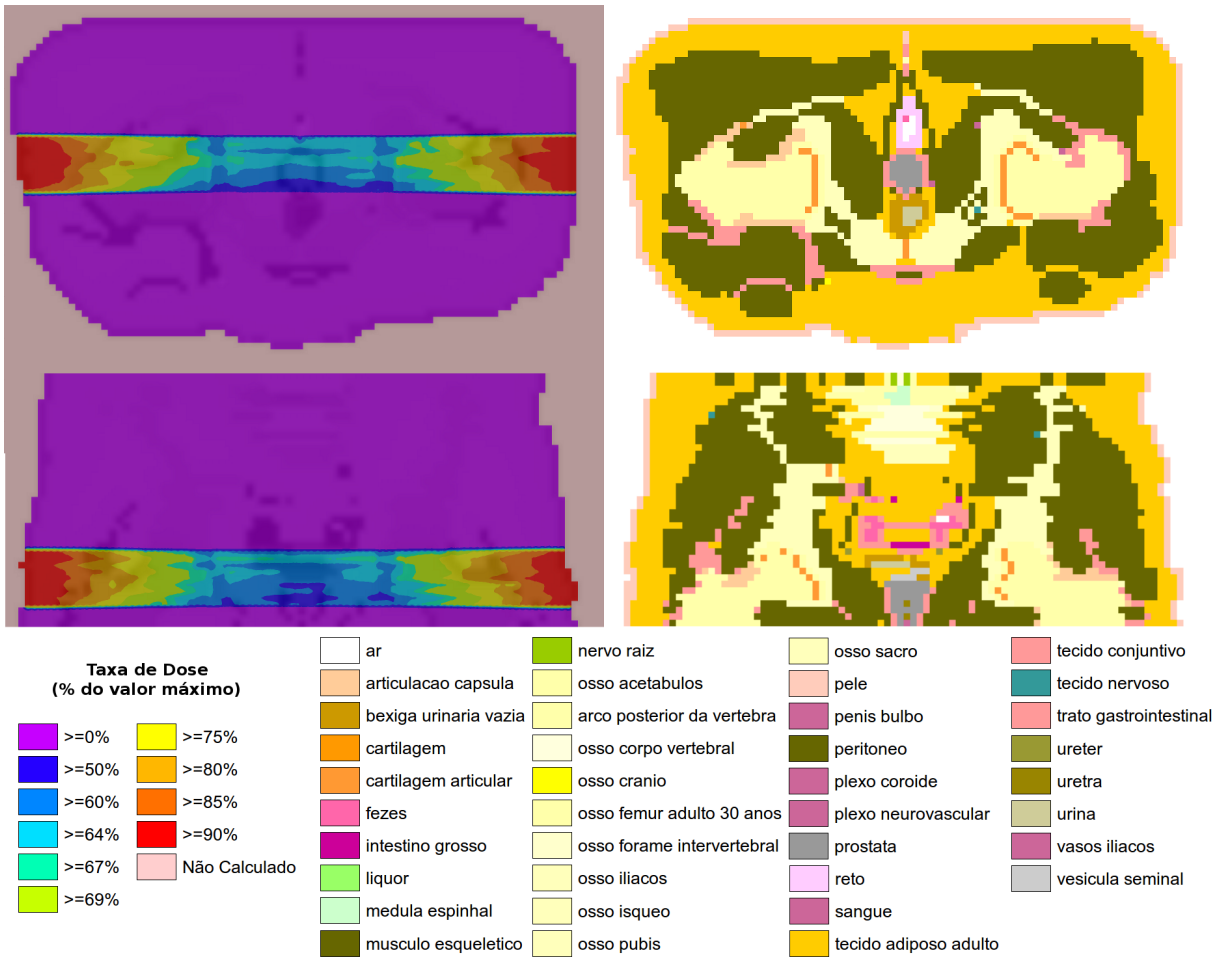 Taxa de Dose
(% do valor máximo)
>=0%
>=50%
>=60%
>=64%
>=67%
>=69%
>=75%
>=80%
>=85%
>=90%
Não Calculado
ar
articulacao capsula
bexiga urinaria vazia
cartilagem
cartilagem articular
fezes
intestino grosso
liquor
medula espinhal
musculo esqueletico
nervo raiz
osso acetabulos
arco posterior da vertebra
osso corpo vertebral
osso cranio
osso femur adulto 30 anos
osso forame intervertebral
osso iliacos
osso isqueo
osso pubis
osso sacro
pele
penis bulbo
peritoneo
plexo coroide
plexo neurovascular
prostata
reto
sangue
tecido adiposo adulto
tecido conjuntivo
tecido nervoso
trato gastrointestinal
ureter
uretra
urina
vasos iliacos
vesicula seminal